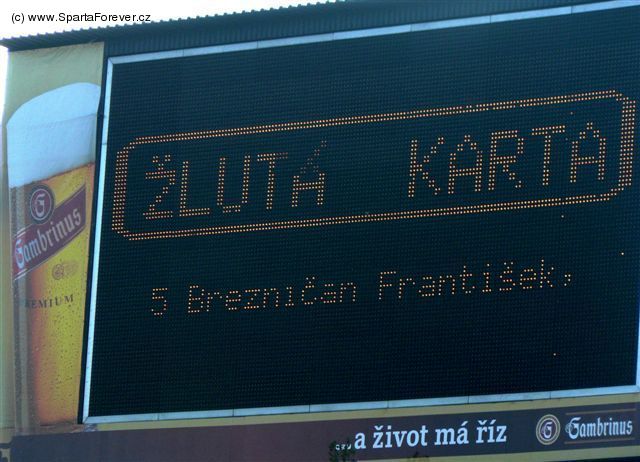 (c) www.SpartaForever.cz
ŽLUTÁ KARTA
5 Brezničan František,
G
Gambrinus
PREMIUM
...a život má říz
G Gambrinus